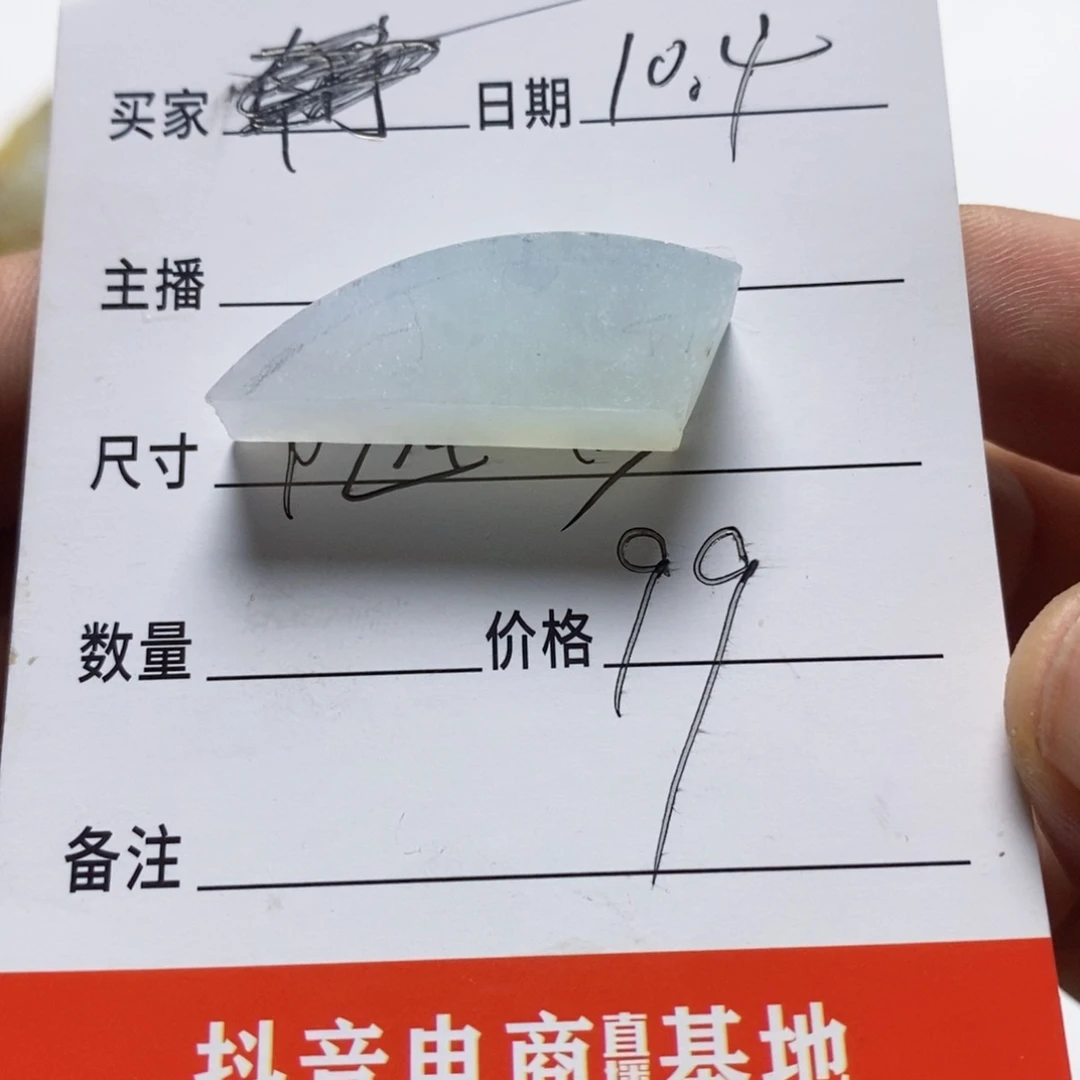 买家 日期 10.4
主播
尺寸
数量 价格 99
备注
抖音电商直播基地